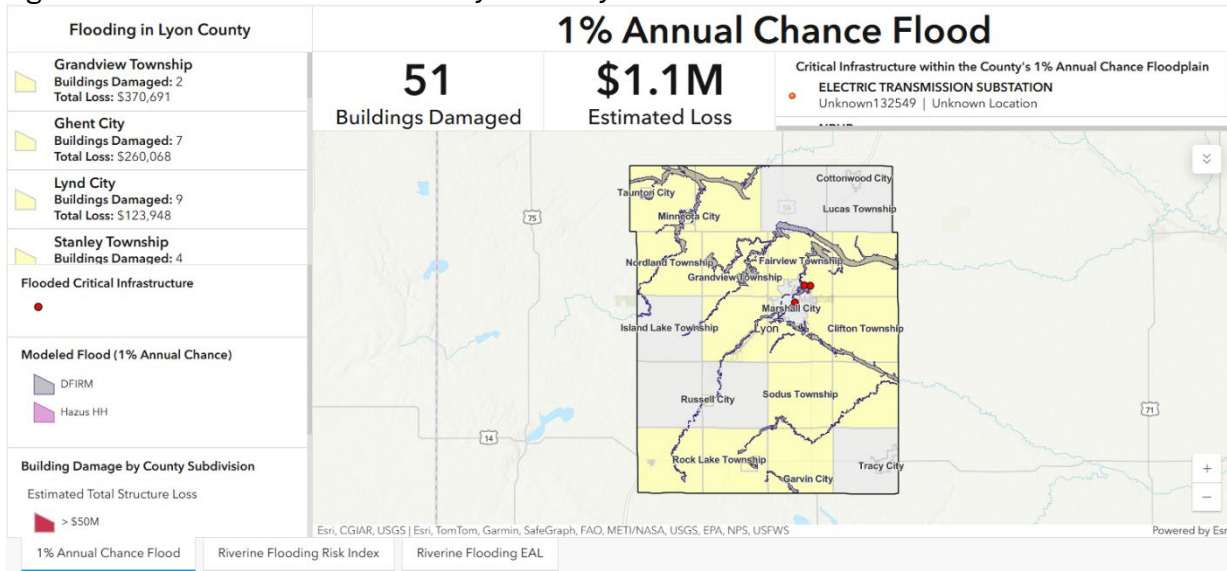 Flooding in Lyon County
1% Annual Chance Flood
Grandview Township
Buildings Damaged: 2
Total Loss: $370,691
Ghent City
Buildings Damaged: 7
Total Loss: $260,068
Lynd City
Buildings Damaged: 9
Total Loss: $123,948
Stanley Township
Buildings Damaged: 4
51
Buildings Damaged
$1.1M
Estimated Loss
Critical Infrastructure within the County's 1% Annual Chance Floodplain
ELECTRIC TRANSMISSION SUBSTATION
Unknown132549 | Unknown Location
Flooded Critical Infrastructure
Modeled Flood (1% Annual Chance)
DFIRM
Hazus HH
Building Damage by County Subdivision
Estimated Total Structure Loss
> $50M
Cottonwood City
Taunton City
59
Lucas Township
75
Minneota City
Nordland Township
Fairview Township
Grandview Township
Marshall City
Island Lake Township
Lyon
Clifton Township
Russell City
Sodus Township
71
14
Rock Lake Township
Tracy City
Garvin City
+
−
Esri, CGIAR, USGS | Esri, TomTom, Garmin, SafeGraph, FAO, METI/NASA, USGS, EPA, NPS, USFWS
Powered by Esri
1% Annual Chance Flood
Riverine Flooding Risk Index
Riverine Flooding EAL